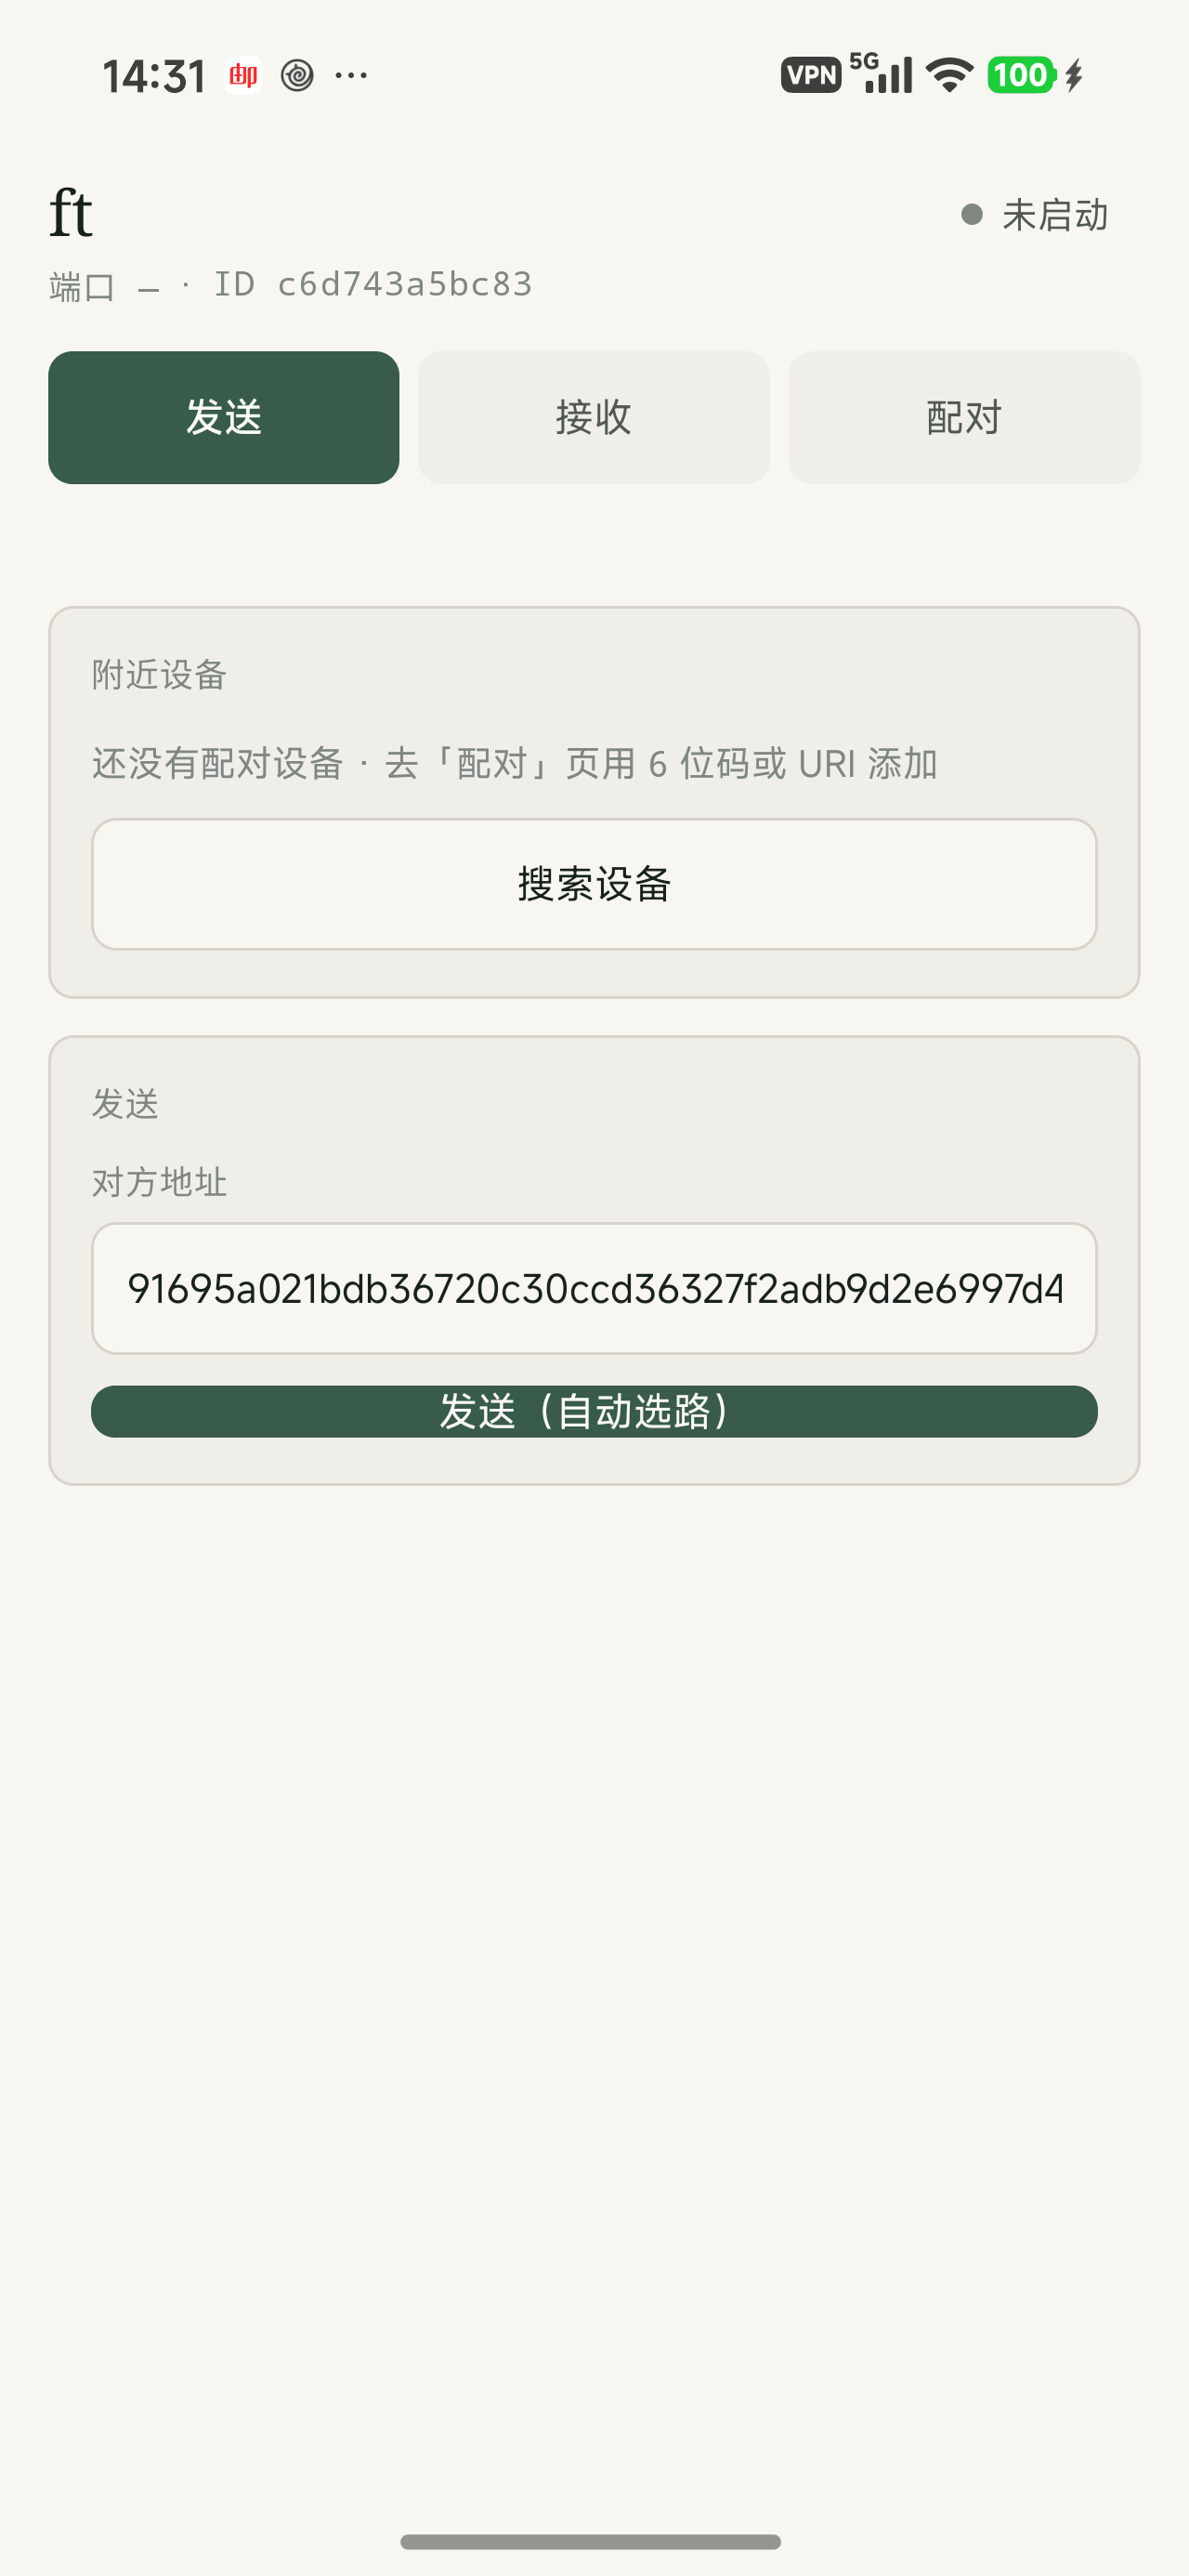 14:31 ···
VPN 5G 100
ft
未启动
端口 — · ID c6d743a5bc83
发送
接收
配对
附近设备
还没有配对设备 · 去「配对」页用 6 位码或 URI 添加
搜索设备
发送
对方地址
91695a021bdb36720c30ccd36327f2adb9d2e6997d4
发送（自动选路）